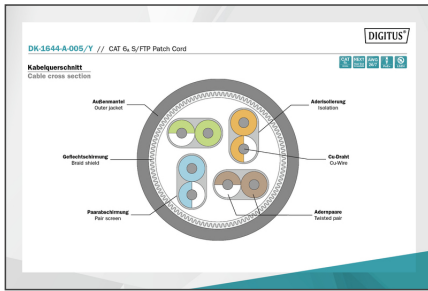 DIGITUS®
DK-1644-A-005/Y // CAT 6A S/FTP Patch Cord
Kabelquerschnitt
Cable cross section
Außenmantel
Outer jacket
Aderisolierung
Isolation
Geflechtschirmung
Braid shield
Cu-Draht
Cu-Wire
Paarabschirmung
Pair screen
Adernpaare
Twisted pair